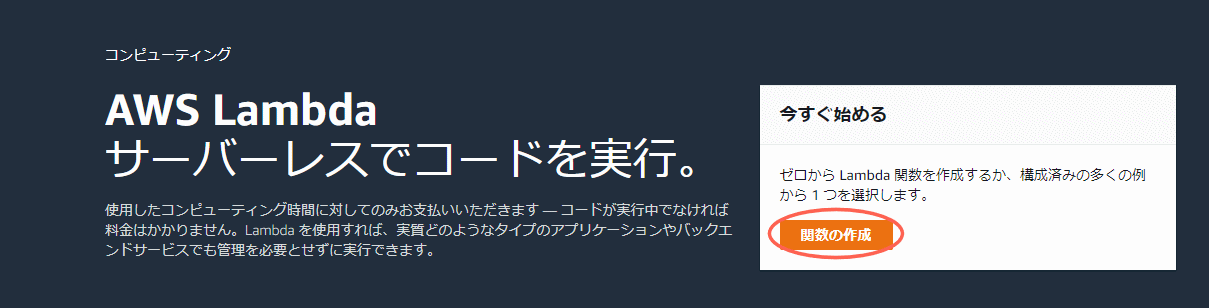 コンピューティング
AWS Lambda
サーバーレスでコードを実行。
使用したコンピューティング時間に対してのみお支払いいただきます — コードが実行中でなければ
料金はかかりません。Lambda を使用すれば、実質どのようなタイプのアプリケーションやバックエ
ンドサービスでも管理を必要とせずに実行できます。
今すぐ始める
ゼロから Lambda 関数を作成するか、構成済みの多くの例
から 1 つを選択します。
関数の作成